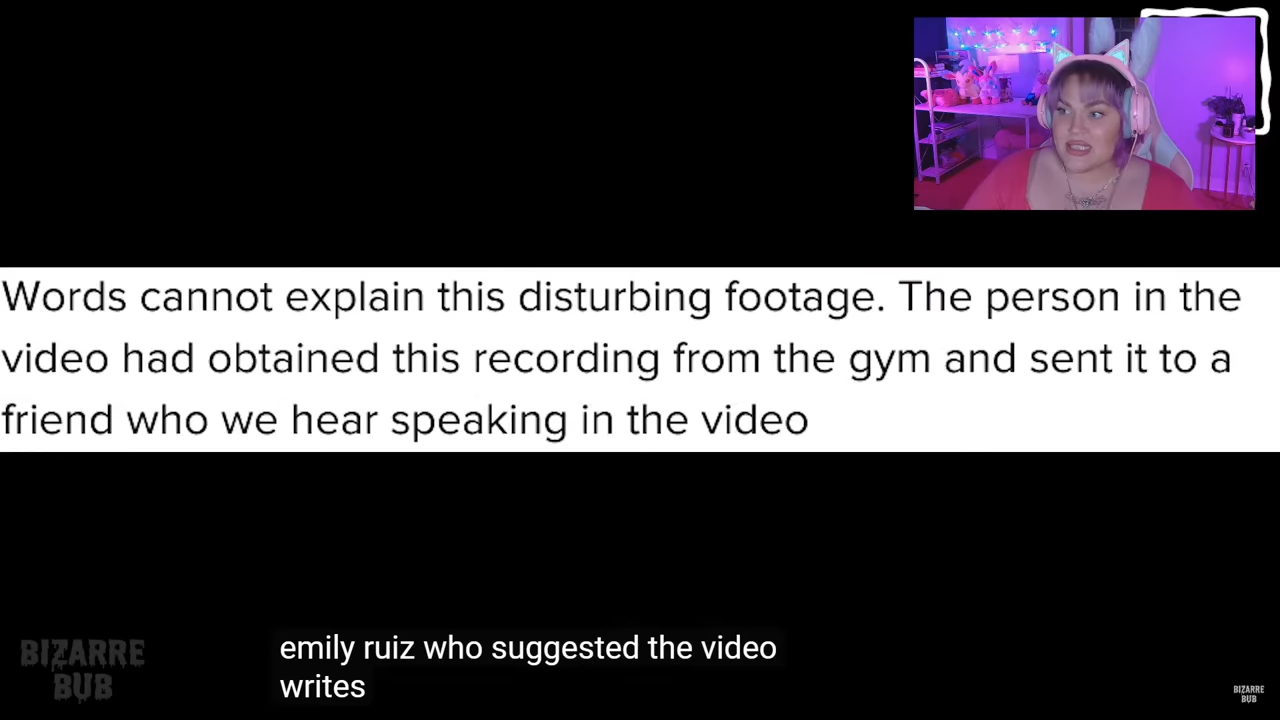 Words cannot explain this disturbing footage. The person in the
video had obtained this recording from the gym and sent it to a
friend who we hear speaking in the video
emily ruiz who suggested the video
writes
BIZARRE
BUB
BIZARRE
BUB